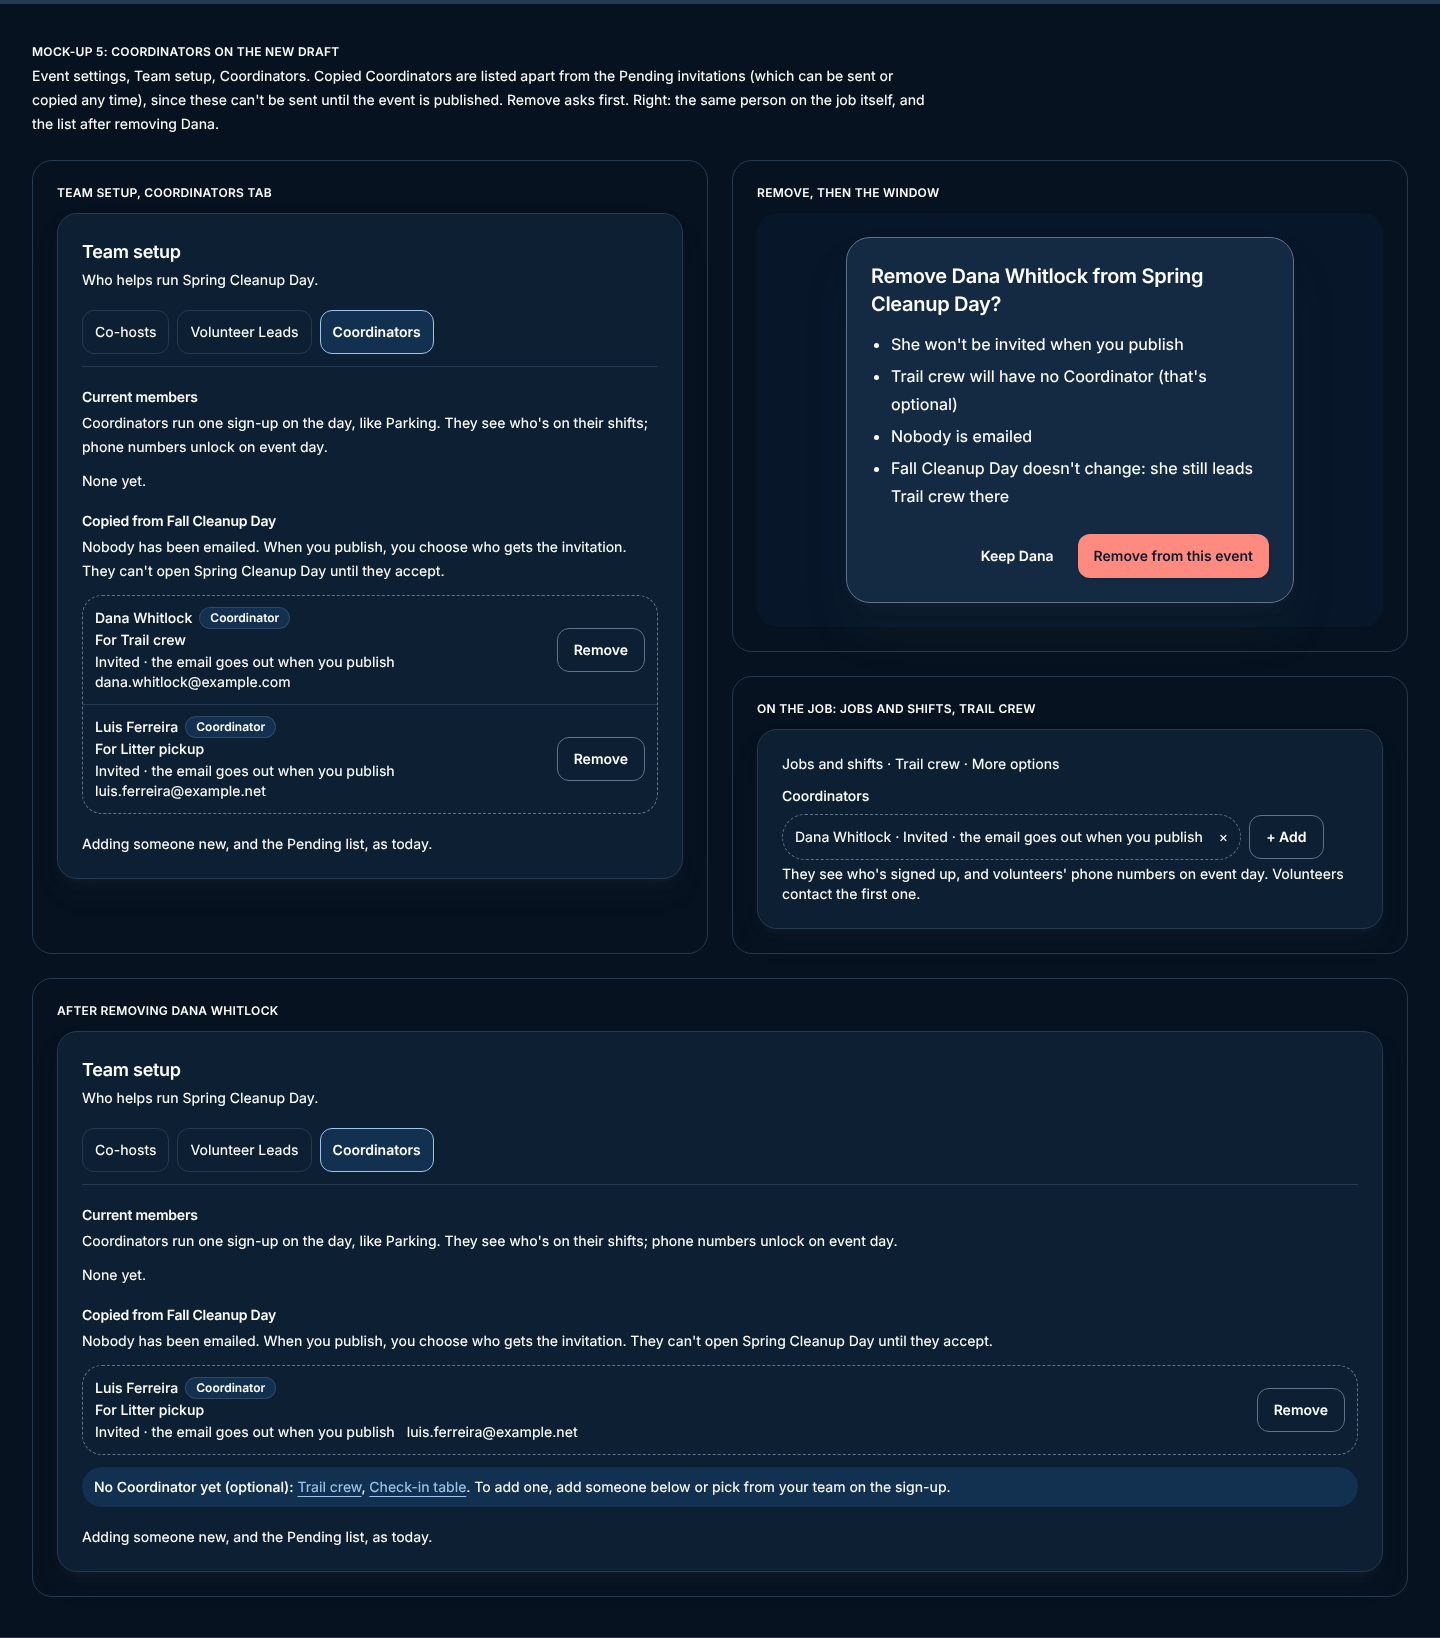 MOCK-UP 5: COORDINATORS ON THE NEW DRAFT
Event settings, Team setup, Coordinators. Copied Coordinators are listed apart from the Pending invitations (which can be sent or
copied any time), since these can't be sent until the event is published. Remove asks first. Right: the same person on the job itself, and
the list after removing Dana.
TEAM SETUP, COORDINATORS TAB
Team setup
Who helps run Spring Cleanup Day.
Co-hosts
Volunteer Leads
Coordinators
Current members
Coordinators run one sign-up on the day, like Parking. They see who's on their shifts;
phone numbers unlock on event day.
None yet.
Copied from Fall Cleanup Day
Nobody has been emailed. When you publish, you choose who gets the invitation.
They can't open Spring Cleanup Day until they accept.
Dana Whitlock Coordinator
For Trail crew
Invited · the email goes out when you publish
dana.whitlock@example.com
Remove
Luis Ferreira Coordinator
For Litter pickup
Invited · the email goes out when you publish
luis.ferreira@example.net
Remove
Adding someone new, and the Pending list, as today.
REMOVE, THEN THE WINDOW
Remove Dana Whitlock from Spring
Cleanup Day?
• She won't be invited when you publish
• Trail crew will have no Coordinator (that's
optional)
• Nobody is emailed
• Fall Cleanup Day doesn't change: she still leads
Trail crew there
Keep Dana
Remove from this event
ON THE JOB: JOBS AND SHIFTS, TRAIL CREW
Jobs and shifts · Trail crew · More options
Coordinators
Dana Whitlock · Invited · the email goes out when you publish ×
+ Add
They see who's signed up, and volunteers' phone numbers on event day. Volunteers
contact the first one.
AFTER REMOVING DANA WHITLOCK
Team setup
Who helps run Spring Cleanup Day.
Co-hosts
Volunteer Leads
Coordinators
Current members
Coordinators run one sign-up on the day, like Parking. They see who's on their shifts; phone numbers unlock on event day.
None yet.
Copied from Fall Cleanup Day
Nobody has been emailed. When you publish, you choose who gets the invitation. They can't open Spring Cleanup Day until they accept.
Luis Ferreira Coordinator
For Litter pickup
Invited · the email goes out when you publish luis.ferreira@example.net
Remove
No Coordinator yet (optional): Trail crew, Check-in table. To add one, add someone below or pick from your team on the sign-up.
Adding someone new, and the Pending list, as today.